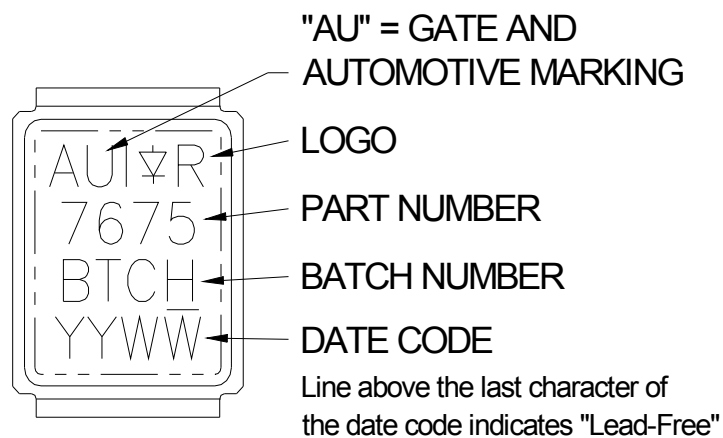 "AU" = GATE AND
AUTOMOTIVE MARKING
AUI R
LOGO
7675
PART NUMBER
BTCH
BATCH NUMBER
YYWW̅
DATE CODE
Line above the last character of
the date code indicates "Lead-Free"